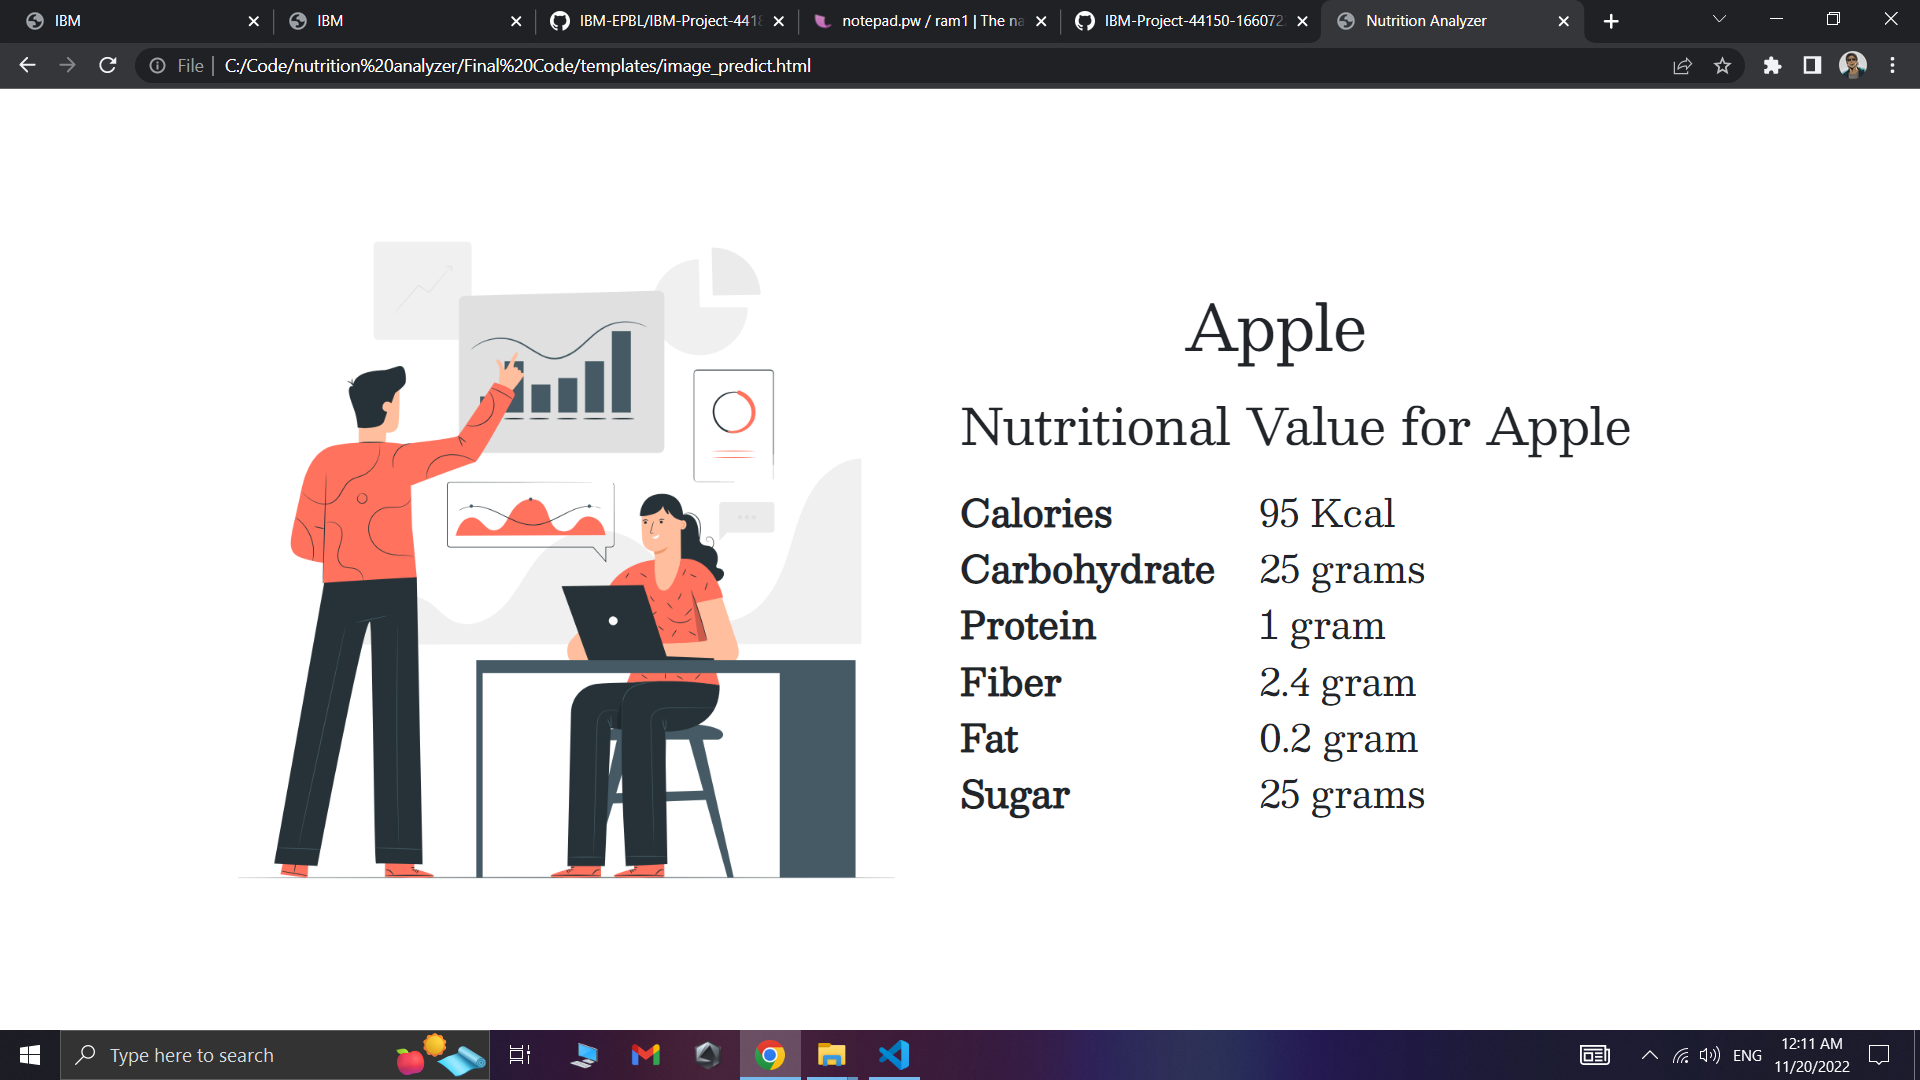 IBM
IBM
IBM-EPBL/IBM-Project-4418
notepad.pw / ram1 | The na
IBM-Project-44150-166072
Nutrition Analyzer
File | C:/Code/nutrition%20analyzer/Final%20Code/templates/image_predict.html
Apple
Nutritional Value for Apple
Calories 95 Kcal
Carbohydrate 25 grams
Protein 1 gram
Fiber 2.4 gram
Fat 0.2 gram
Sugar 25 grams
Type here to search
ENG
12:11 AM
11/20/2022